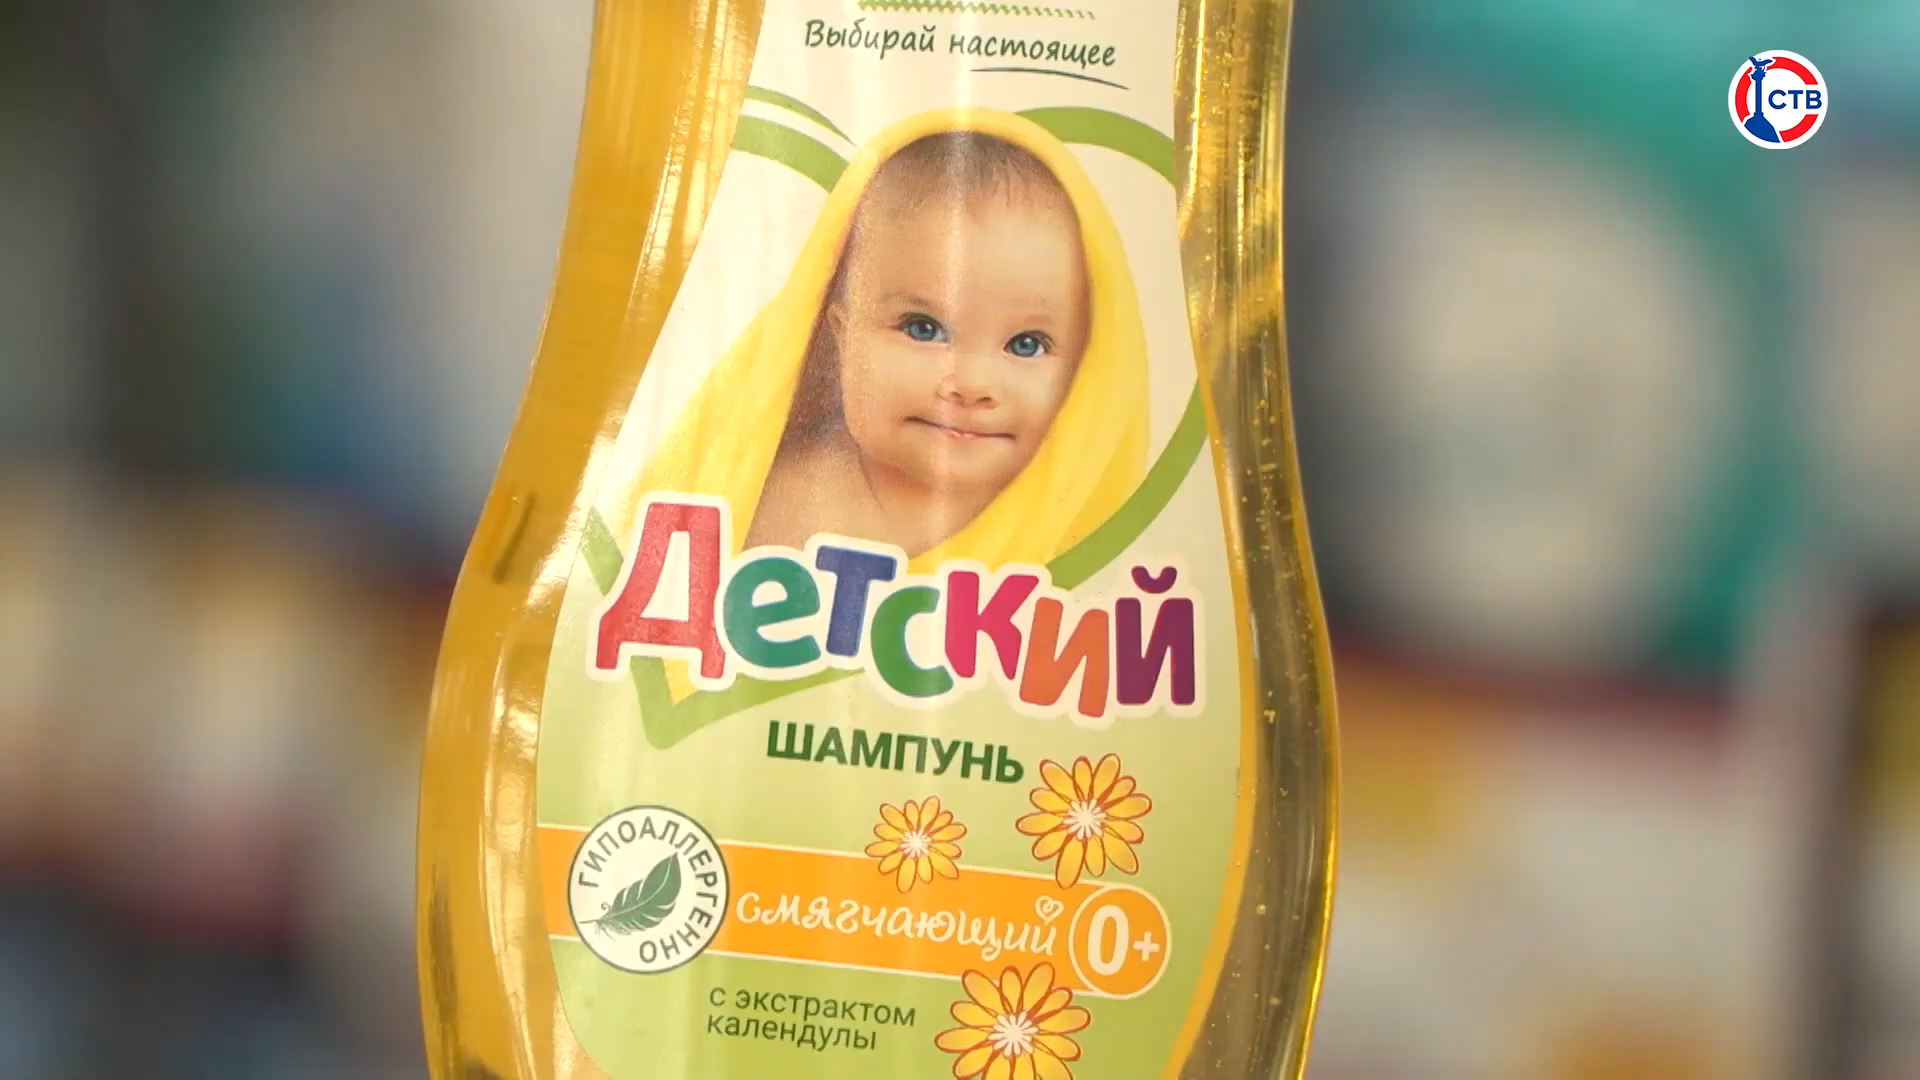 Выбирай настоящее
СТВ
Детский
ШАМПУНЬ
ГИПОАЛЛЕРГЕННО
смягчающий
0+
с экстрактом
календулы